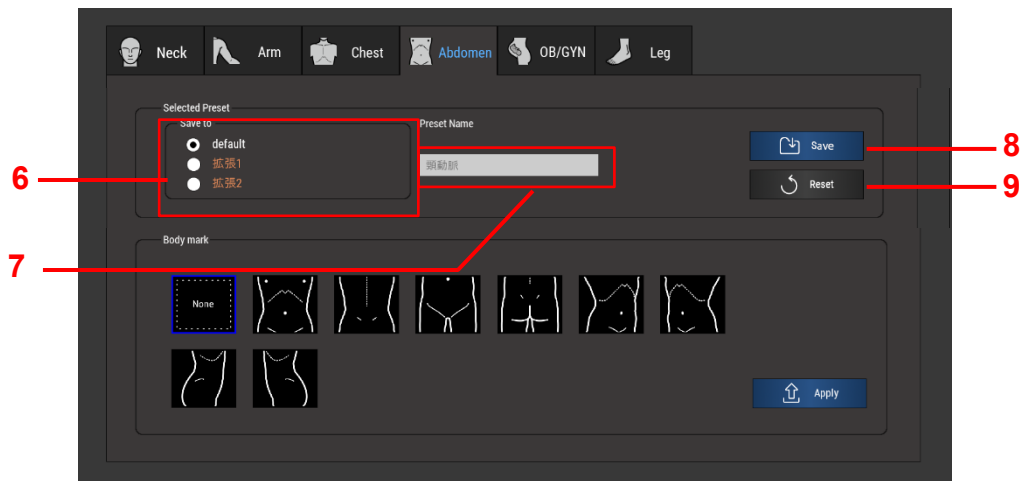 Neck
Arm
Chest
Abdomen
OB/GYN
Leg
Selected Preset
Save to
Preset Name
default
拡張1
拡張2
頸動脈
Save
Reset
6
7
8
9
Body mark
None
Apply